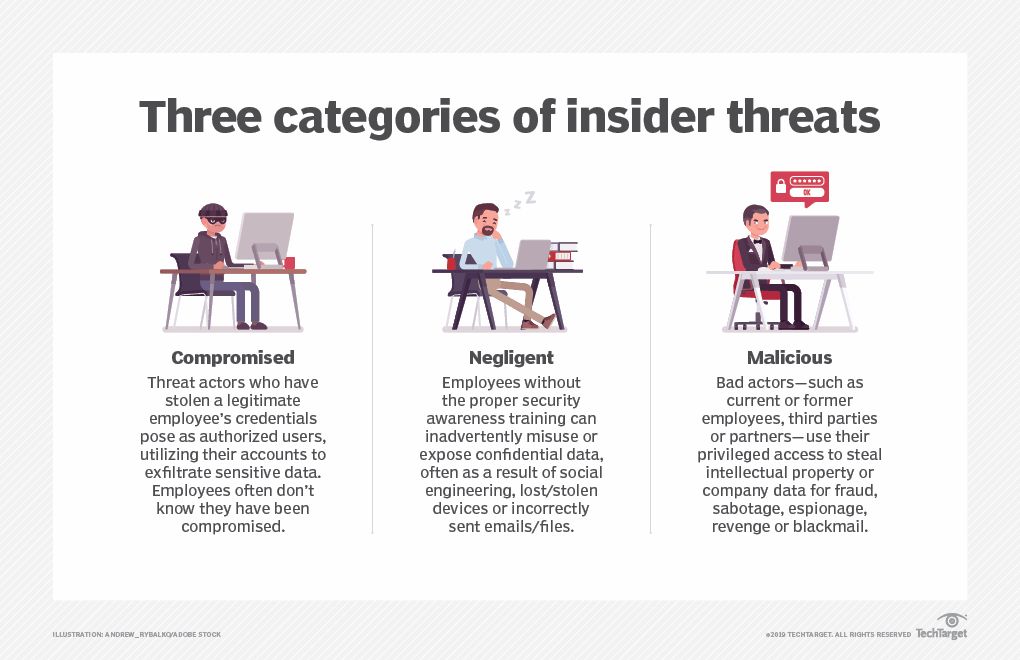 Three categories of insider threats
z z Z
OK
Compromised
Threat actors who have
stolen a legitimate
employee's credentials
pose as authorized users,
utilizing their accounts to
exfiltrate sensitive data.
Employees often don't
know they have been
compromised.
Negligent
Employees without
the proper security
awareness training can
inadvertently misuse or
expose confidential data,
often as a result of social
engineering, lost/stolen
devices or incorrectly
sent emails/files.
Malicious
Bad actors—such as
current or former
employees, third parties
or partners—use their
privileged access to steal
intellectual property or
company data for fraud,
sabotage, espionage,
revenge or blackmail.
ILLUSTRATION: ANDREW_RYBALKO/ADOBE STOCK
©2019 TECHTARGET. ALL RIGHTS RESERVED
TechTarget